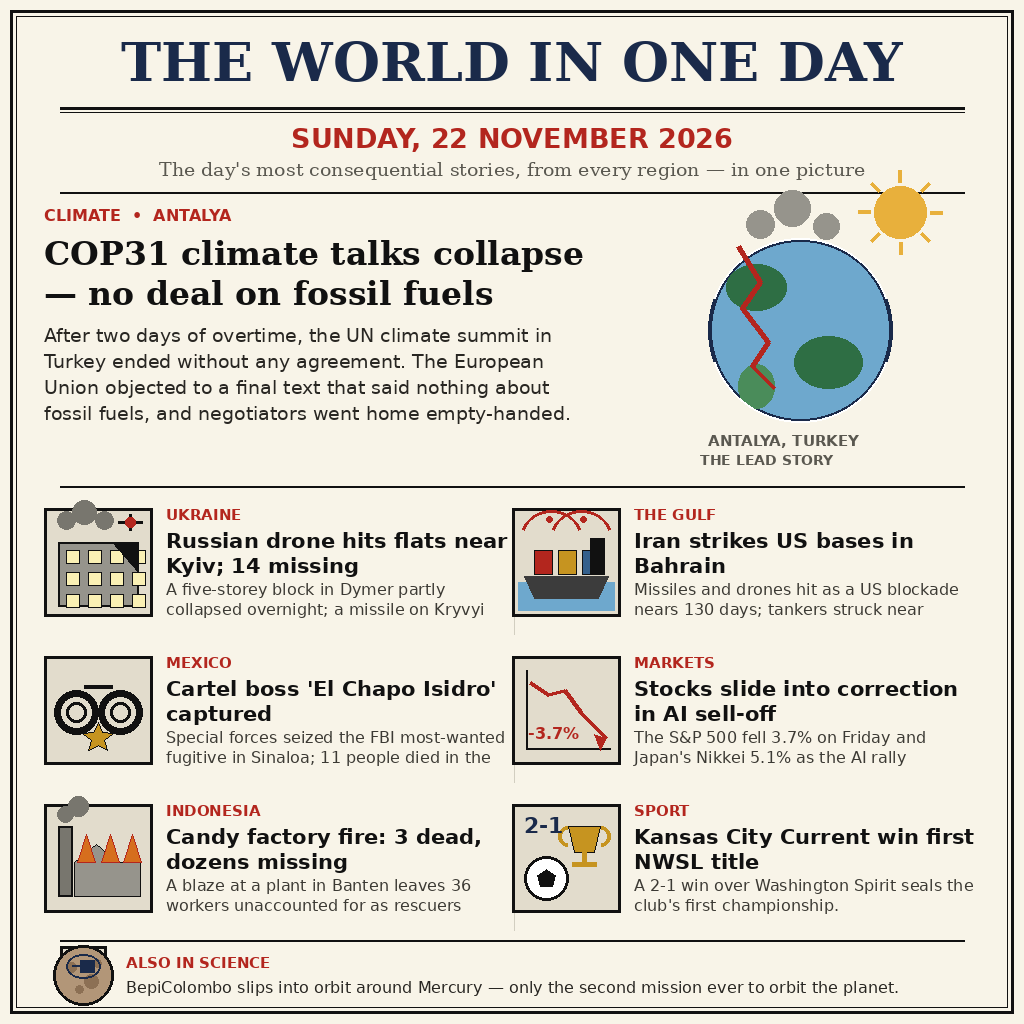 THE WORLD IN ONE DAY
SUNDAY, 22 NOVEMBER 2026
The day's most consequential stories, from every region — in one picture
CLIMATE • ANTALYA
COP31 climate talks collapse
— no deal on fossil fuels
After two days of overtime, the UN climate summit in
Turkey ended without any agreement. The European
Union objected to a final text that said nothing about
fossil fuels, and negotiators went home empty-handed.
ANTALYA, TURKEY
THE LEAD STORY
UKRAINE
Russian drone hits flats near
Kyiv; 14 missing
A five-storey block in Dymer partly
collapsed overnight; a missile on Kryvyi
THE GULF
Iran strikes US bases in
Bahrain
Missiles and drones hit as a US blockade
nears 130 days; tankers struck near
MEXICO
Cartel boss 'El Chapo Isidro'
captured
Special forces seized the FBI most-wanted
fugitive in Sinaloa; 11 people died in the
-3.7%
MARKETS
Stocks slide into correction
in AI sell-off
The S&P 500 fell 3.7% on Friday and
Japan's Nikkei 5.1% as the AI rally
INDONESIA
Candy factory fire: 3 dead,
dozens missing
A blaze at a plant in Banten leaves 36
workers unaccounted for as rescuers
2-1
SPORT
Kansas City Current win first
NWSL title
A 2-1 win over Washington Spirit seals the
club's first championship.
ALSO IN SCIENCE
BepiColombo slips into orbit around Mercury — only the second mission ever to orbit the planet.